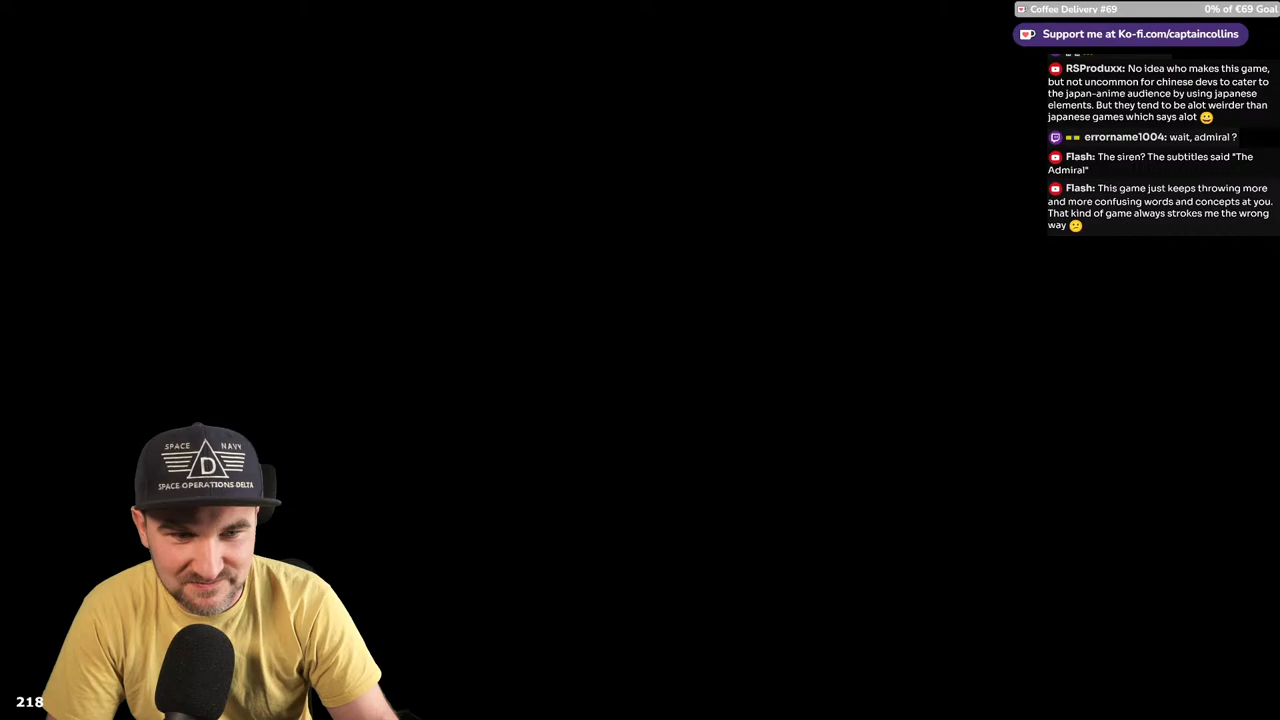 Coffee Delivery #69 0% of €69 Goal
Support me at Ko-fi.com/captaincollins
RSProduxx: No idea who makes this game,
but not uncommon for chinese devs to cater to
the japan-anime audience by using japanese
elements. But they tend to be alot weirder than
japanese games which says alot 😀
errorname1004: wait, admiral ?
Flash: The siren? The subtitles said "The
Admiral"
Flash: This game just keeps throwing more
and more confusing words and concepts at you.
That kind of game always strokes me the wrong
way 😕
SPACE NAVY
D
SPACE OPERATIONS DELTA
218